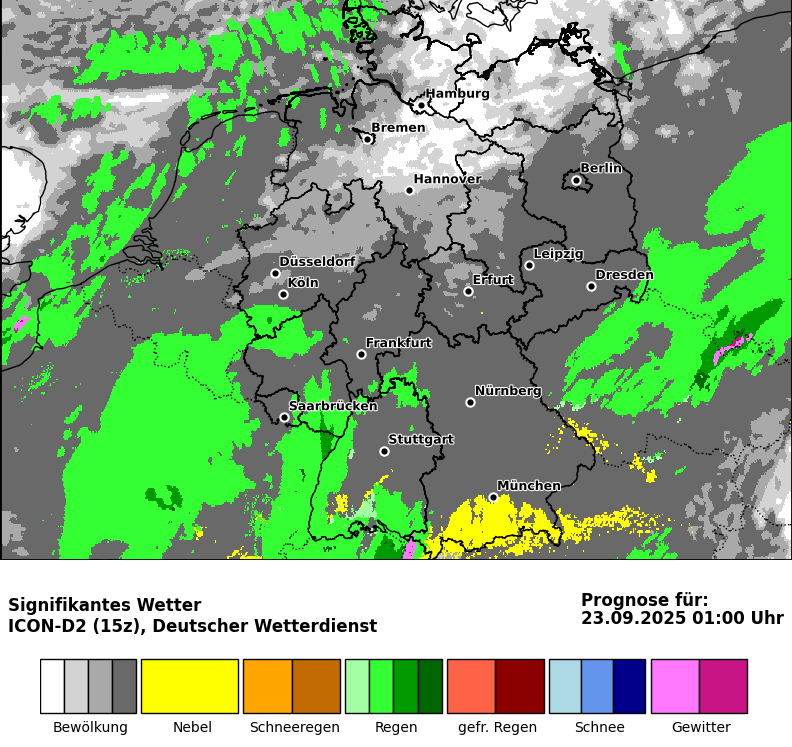 Hamburg
Bremen
Berlin
Hannover
Leipzig
Düsseldorf
Köln
Erfurt
Dresden
Frankfurt
Nürnberg
Saarbrücken
Stuttgart
München
Signifikantes Wetter
ICON-D2 (15z), Deutscher Wetterdienst
Prognose für:
23.09.2025 01:00 Uhr
Bewölkung
Nebel
Schneeregen
Regen
gefr. Regen
Schnee
Gewitter